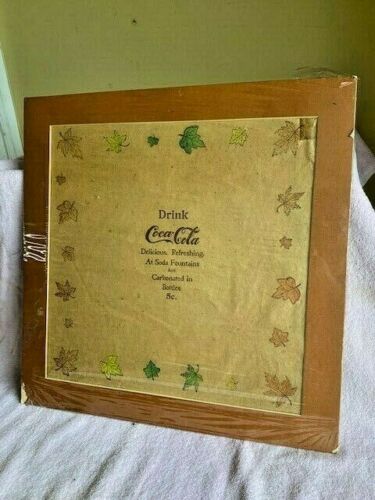 Drink
Coca-Cola
Delicious. Refreshing.
At Soda Fountains
And
Carbonated in
Bottles
5c.